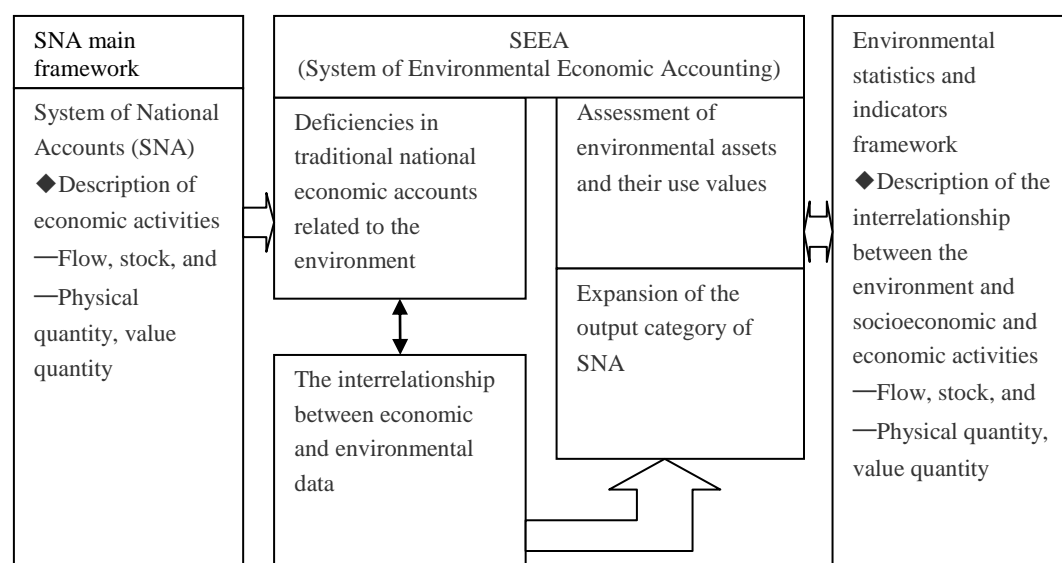 SNA main
framework
System of National
Accounts (SNA)
◆Description of
economic activities
—Flow, stock, and
—Physical
quantity, value
quantity
SEEA
(System of Environmental Economic Accounting)
Deficiencies in
traditional national
economic accounts
related to the
environment
The interrelationship
between economic
and environmental
data
Assessment of
environmental assets
and their use values
Expansion of the
output category of
SNA
Environmental
statistics and
indicators
framework
◆Description of the
interrelationship
between the
environment and
socioeconomic and
economic activities
—Flow, stock, and
—Physical quantity,
value quantity